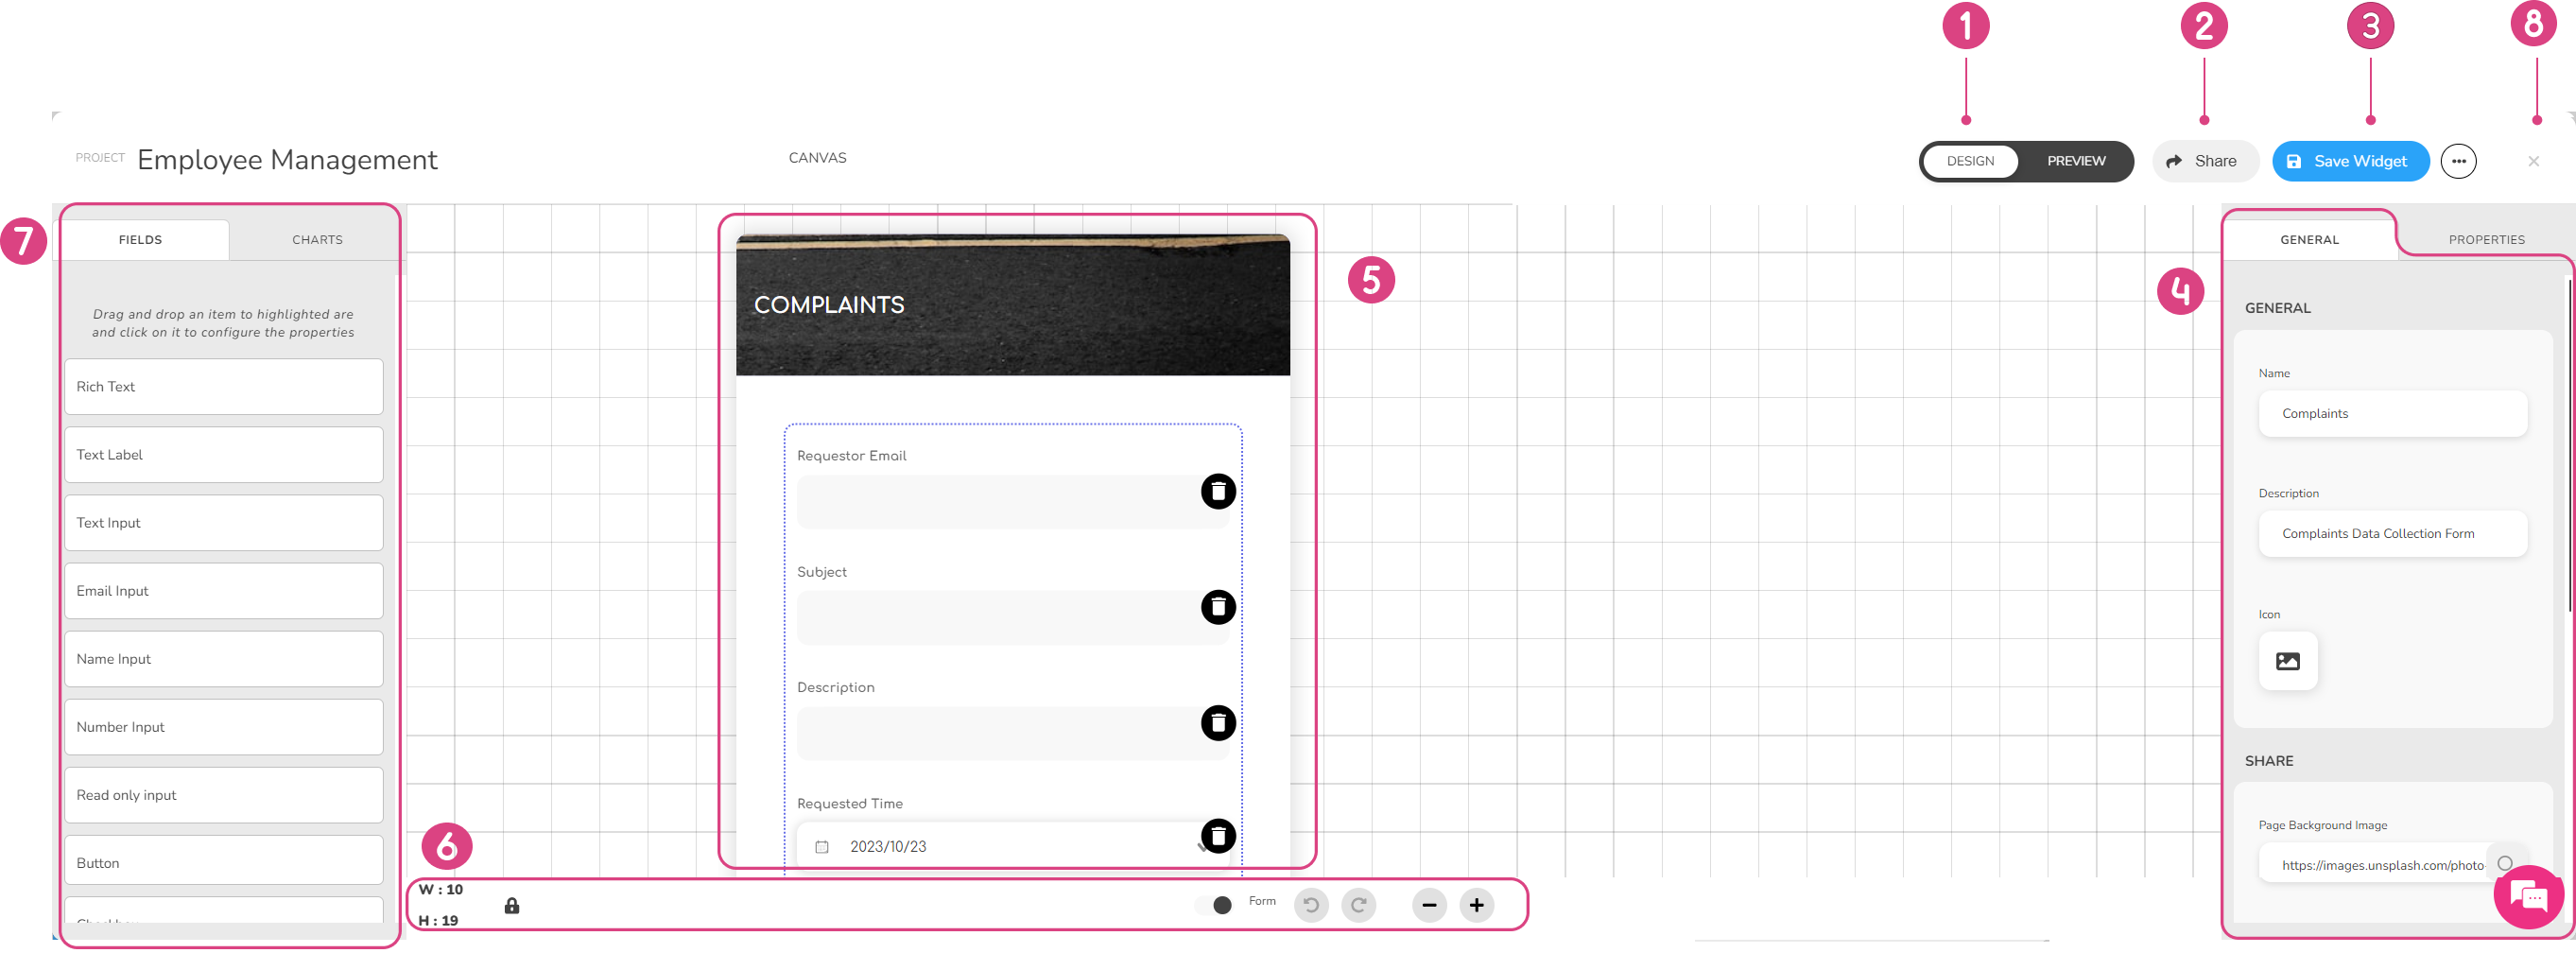 1
2
3
8
PROJECT Employee Management
CANVAS
DESIGN PREVIEW
Share
Save Widget
7
FIELDS CHARTS
Drag and drop an item to highlighted are
and click on it to configure the properties
Rich Text
Text Label
Text Input
Email Input
Name Input
Number Input
Read only input
Button
COMPLAINTS
5
Requestor Email
Subject
Description
Requested Time
2023/10/23
6
W : 10
H : 19
Form
4
GENERAL PROPERTIES
GENERAL
Name
Complaints
Description
Complaints Data Collection Form
Icon
SHARE
Page Background Image
https://images.unsplash.com/photo-